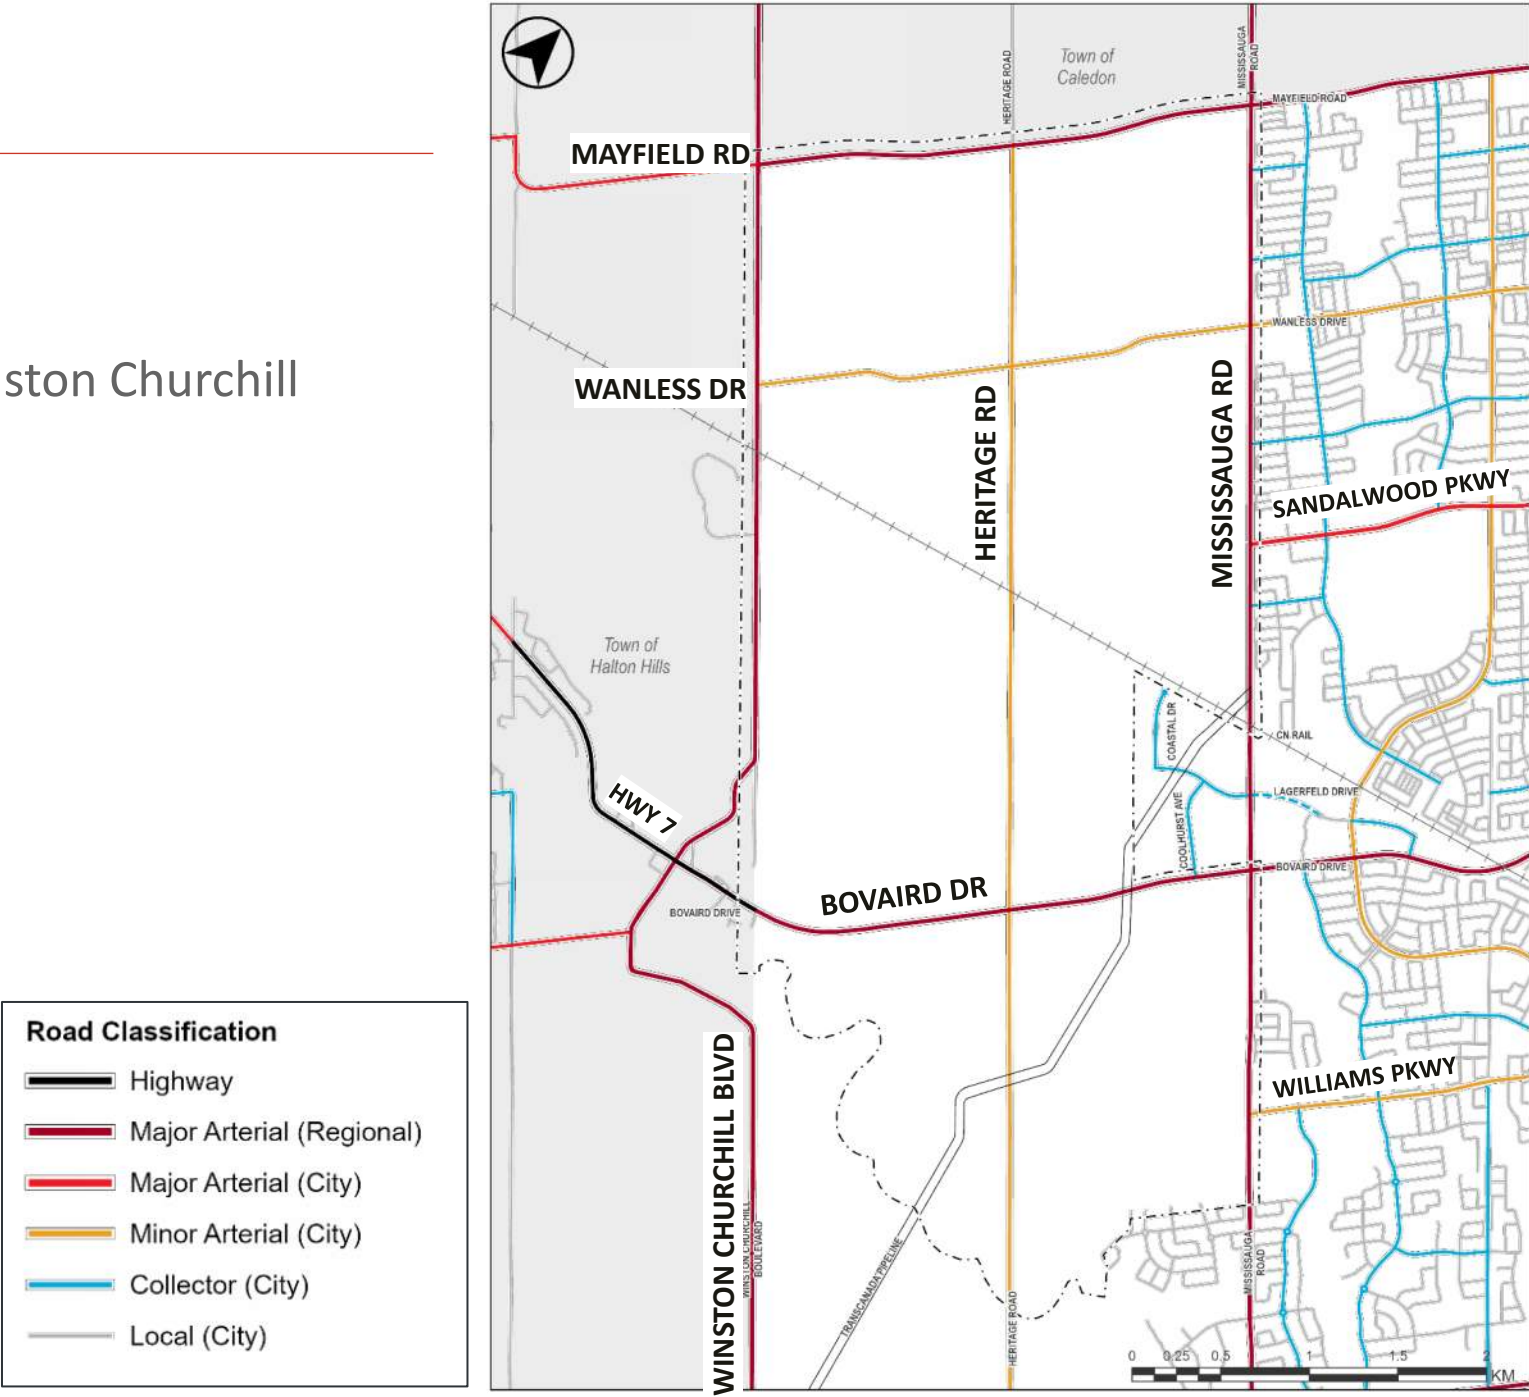 ston Churchill
Town of
Caledon
HERITAGE ROAD
MISSISSAUGA
ROAD
MAYFIELD ROAD
MAYFIELD RD
WANLESS DRIVE
WANLESS DR
HERITAGE RD
MISSISSAUGA RD
SANDALWOOD PKWY
Town of
Halton Hills
COASTAL DR
CN RAIL
HWY 7
LAGERFELD DRIVE
COOLHURST AVE
BOVAIRD DRIVE
BOVAIRD DR
BOVAIRD DRIVE
WINSTON CHURCHILL BLVD
WILLIAMS PKWY
WINSTON CHURCHILL
BOULEVARD
TRANSCANADA PIPELINE
HERITAGE ROAD
MISSISSAUGA
ROAD
0 0.25 0.5 1 1.5 2
KM
Road Classification
Highway
Major Arterial (Regional)
Major Arterial (City)
Minor Arterial (City)
Collector (City)
Local (City)